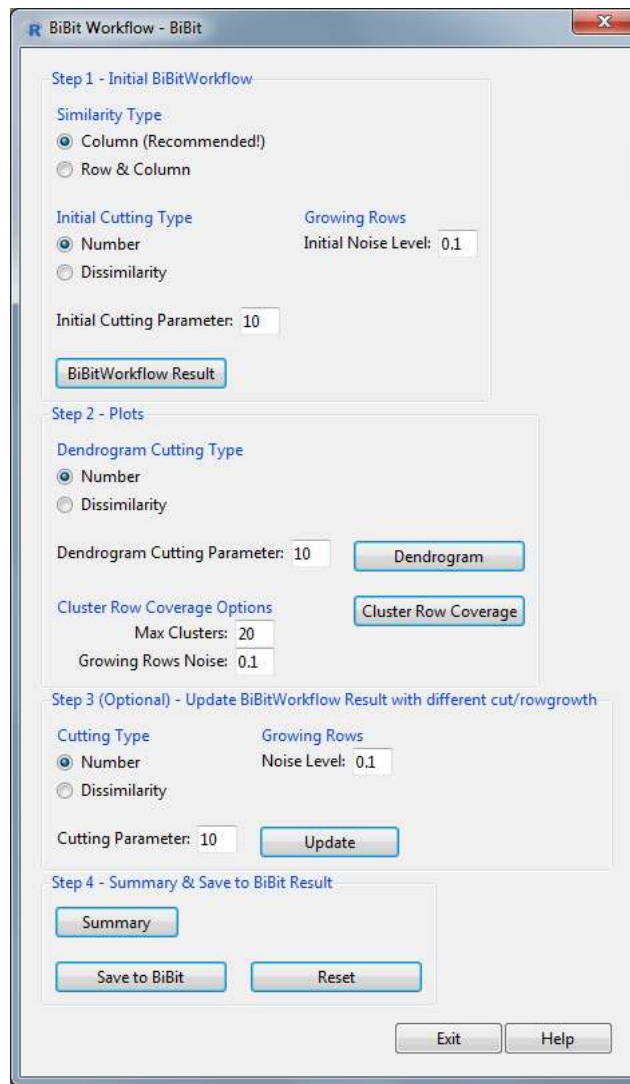 R BiBit Workflow - BiBit
Step 1 - Initial BiBitWorkflow
Similarity Type
Column (Recommended!)
Row & Column
Initial Cutting Type
Growing Rows
Number
Initial Noise Level: 0.1
Dissimilarity
Initial Cutting Parameter: 10
BiBitWorkflow Result
Step 2 - Plots
Dendrogram Cutting Type
Number
Dissimilarity
Dendrogram Cutting Parameter: 10
Dendrogram
Cluster Row Coverage Options
Cluster Row Coverage
Max Clusters: 20
Growing Rows Noise: 0.1
Step 3 (Optional) - Update BiBitWorkflow Result with different cut/rowgrowth
Cutting Type
Growing Rows
Number
Noise Level: 0.1
Dissimilarity
Cutting Parameter: 10
Update
Step 4 - Summary & Save to BiBit Result
Summary
Save to BiBit
Reset
Exit
Help